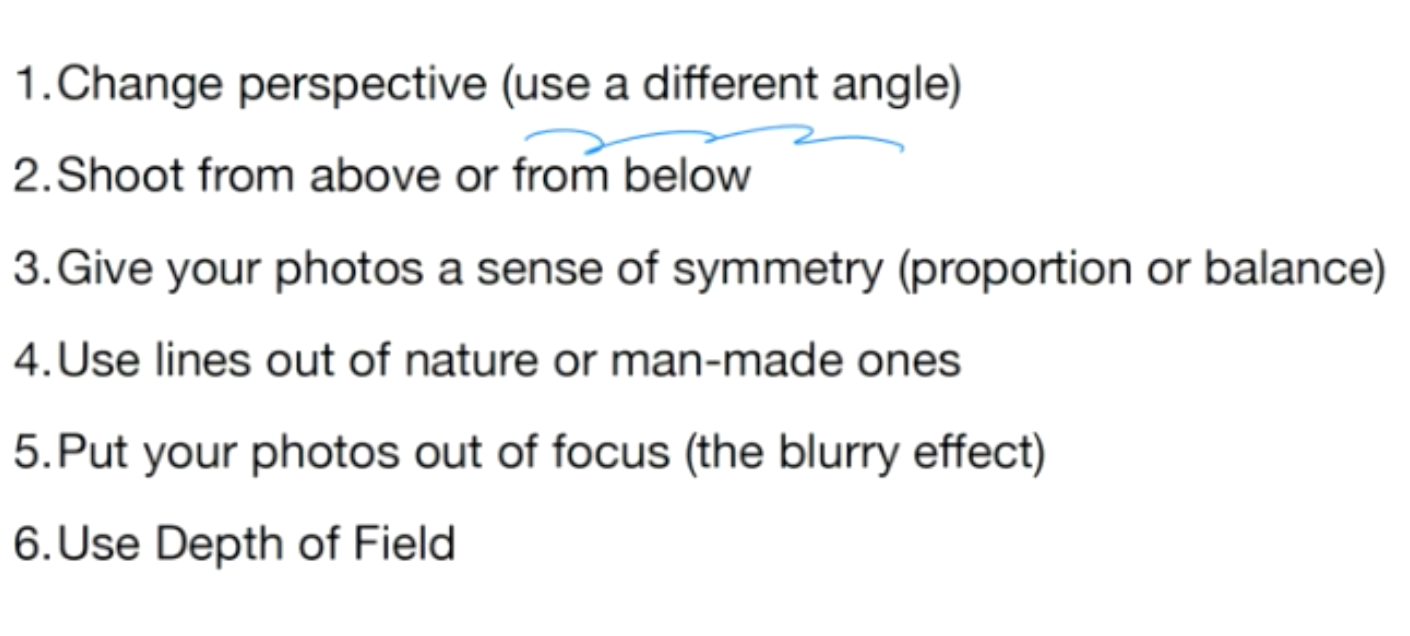 1.Change perspective (use a different angle)
2.Shoot from above or from below
3.Give your photos a sense of symmetry (proportion or balance)
4.Use lines out of nature or man-made ones
5.Put your photos out of focus (the blurry effect)
6.Use Depth of Field